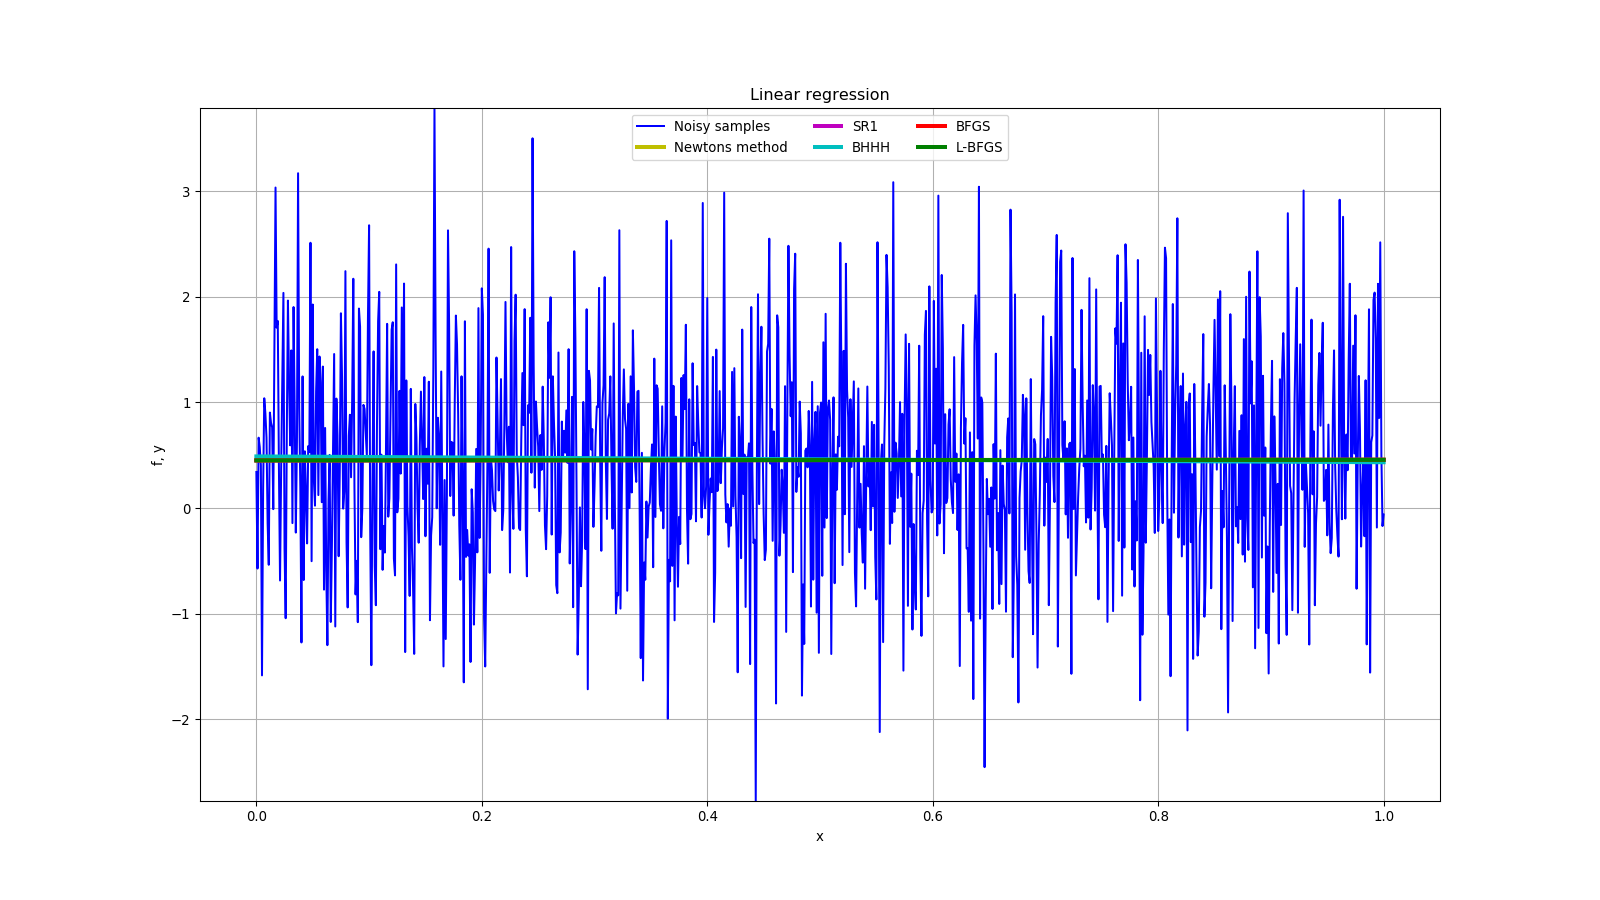 Linear regression
Noisy samples SR1 BFGS
Newtons method BHHH L-BFGS
f, y
3
2
1
0
−1
−2
0.0 0.2 0.4 0.6 0.8 1.0
x